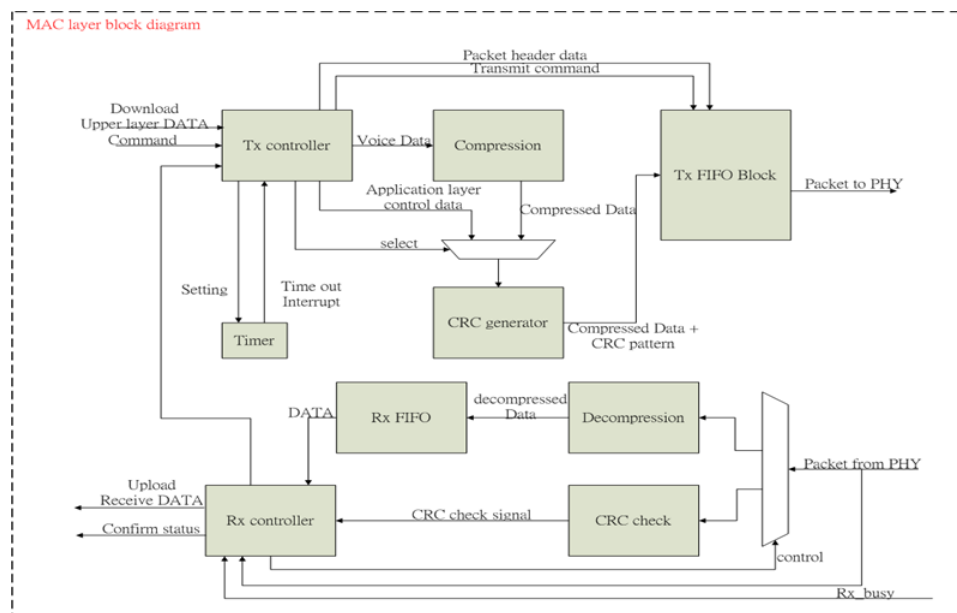 MAC layer block diagram
Packet header data
Transmit command
Download
Upper layer DATA
Command
Tx controller
Voice Data
Compression
Tx FIFO Block
Packet to PHY
Application layer
control data
Compressed Data
select
Setting
Time out
Interrupt
CRC generator
Compressed Data +
CRC pattern
Timer
DATA
Rx FIFO
decompressed
Data
Decompression
Packet from PHY
Upload
Receive DATA
Confirm status
Rx controller
CRC check signal
CRC check
control
Rx_busy